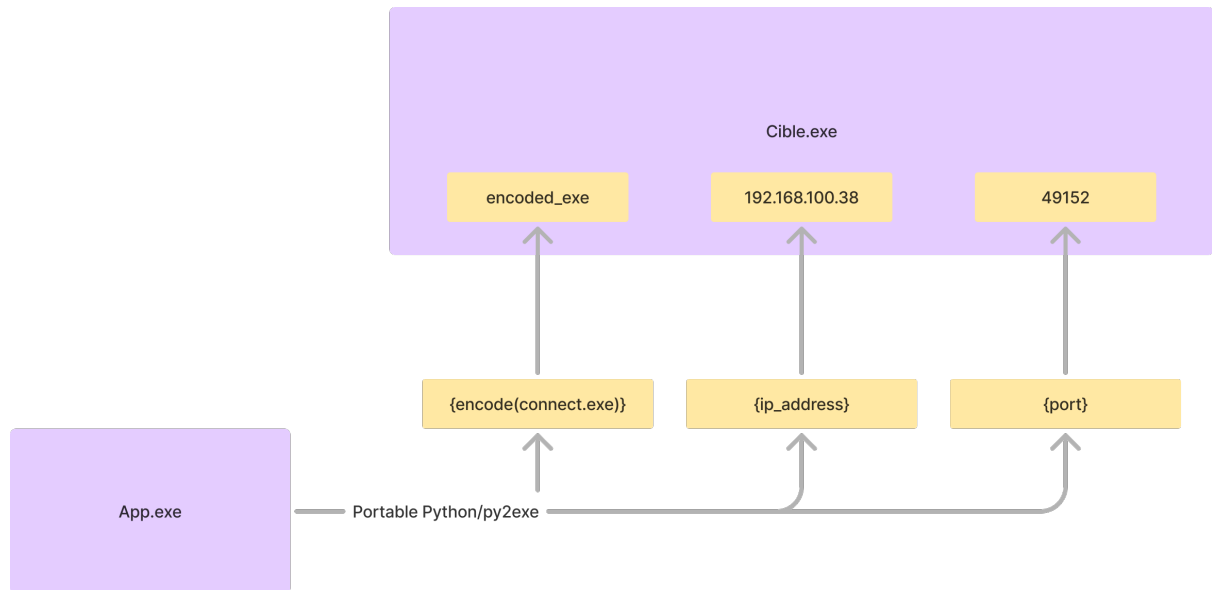 Cible.exe
encoded_exe
192.168.100.38
49152
{encode(connect.exe)}
{ip_address}
{port}
App.exe
Portable Python/py2exe